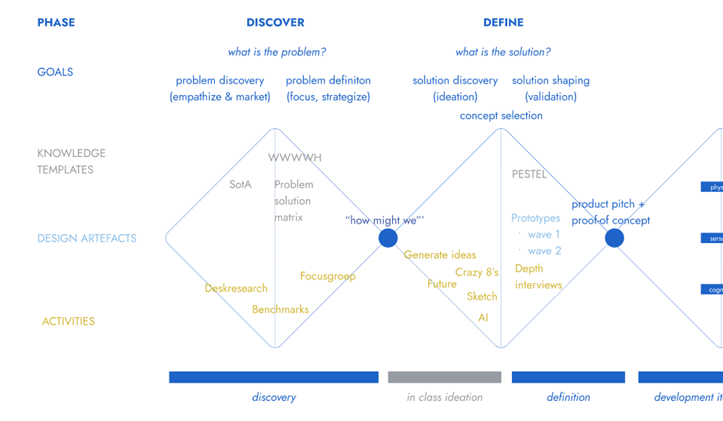 PHASE
DISCOVER
DEFINE
what is the problem?
what is the solution?
GOALS
problem discovery
(empathize & market)
problem definiton
(focus, strategize)
solution discovery
(ideation)
solution shaping
(validation)
concept selection
KNOWLEDGE
TEMPLATES
WWWWH
SotA
Problem
solution
matrix
PESTEL
"how might we"'
product pitch +
proof of concept
DESIGN ARTEFACTS
Prototypes
· wave 1
· wave 2
Generate ideas
Crazy 8's
Future
Sketch
AI
Depth
interviews
Focusgroep
Deskresearch
Benchmarks
ACTIVITIES
discovery
in class ideation
definition
development it